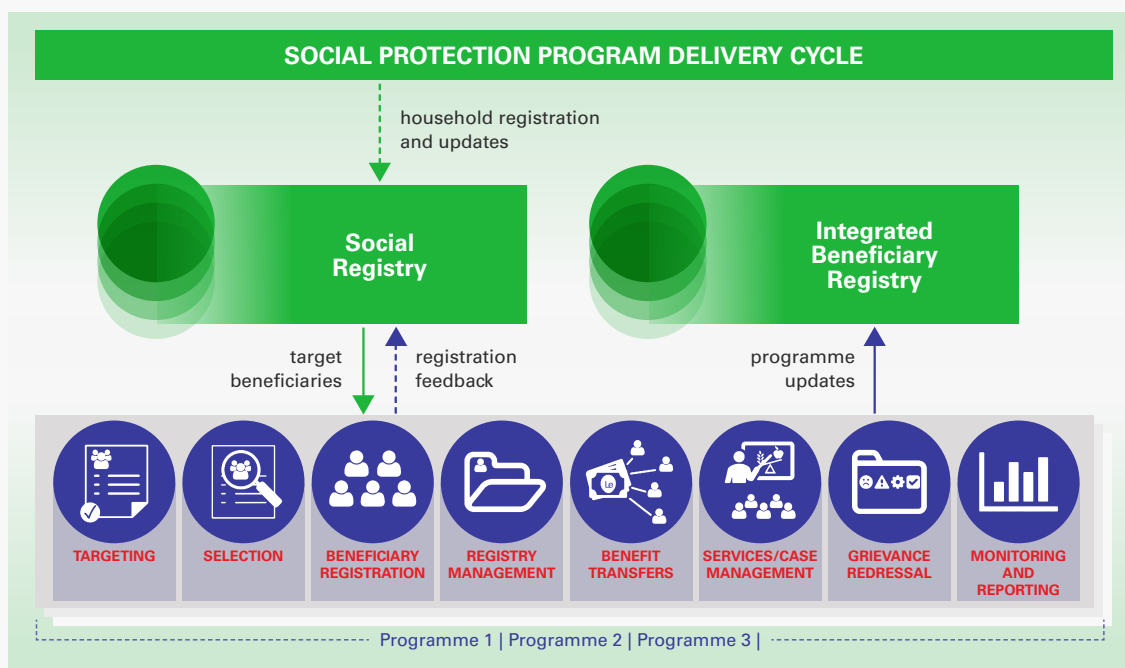 SOCIAL PROTECTION PROGRAM DELIVERY CYCLE
household registration
and updates
Social
Registry
Integrated
Beneficiary
Registry
target
beneficiaries
registration
feedback
programme
updates
Le
TARGETING
SELECTION
BENEFICIARY
REGISTRATION
REGISTRY
MANAGEMENT
BENEFIT
TRANSFERS
SERVICES/CASE
MANAGEMENT
GRIEVANCE
REDRESSAL
MONITORING
AND
REPORTING
Programme 1 | Programme 2 | Programme 3 |